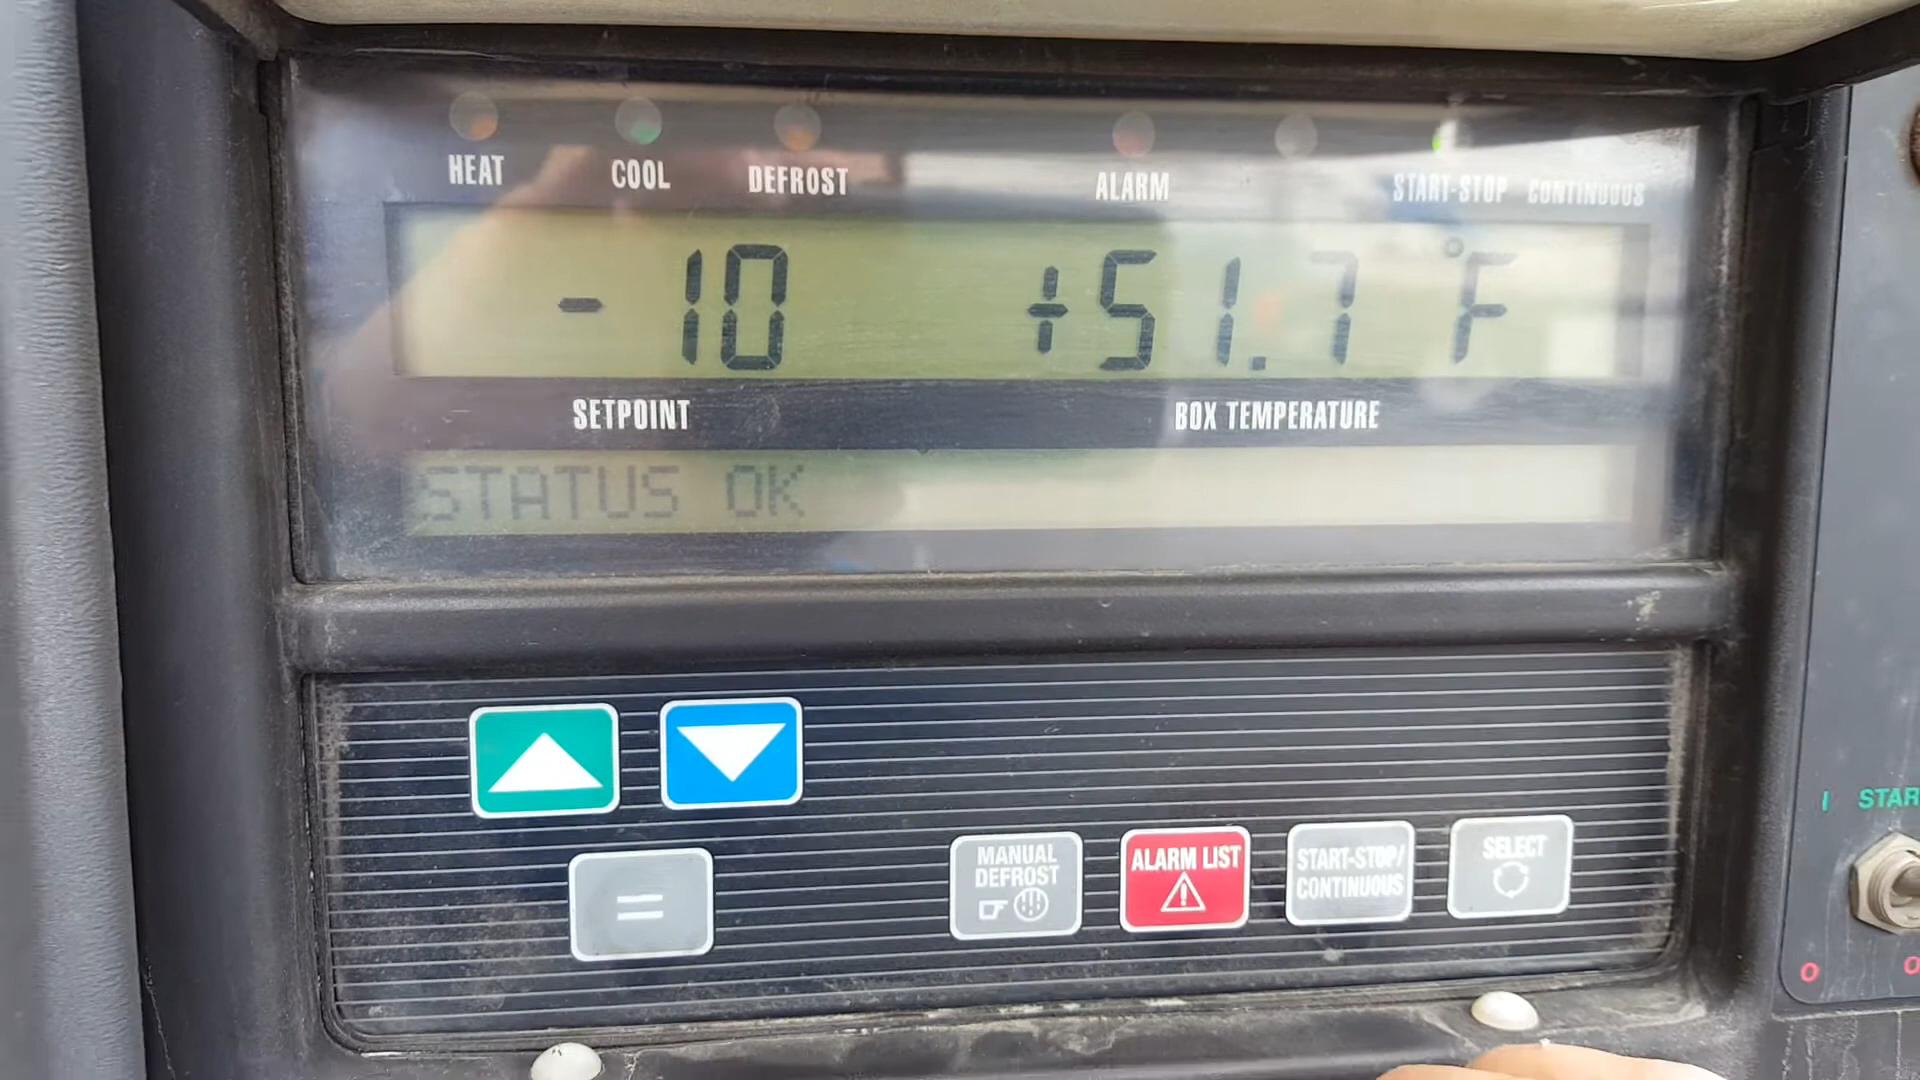 HEAT COOL DEFROST ALARM START-STOP CONTINUOUS
-10 +51.7 °F
SETPOINT BOX TEMPERATURE
STATUS OK
I STAR
MANUAL DEFROST
ALARM LIST
START-STOP/
CONTINUOUS
SELECT
=
O O